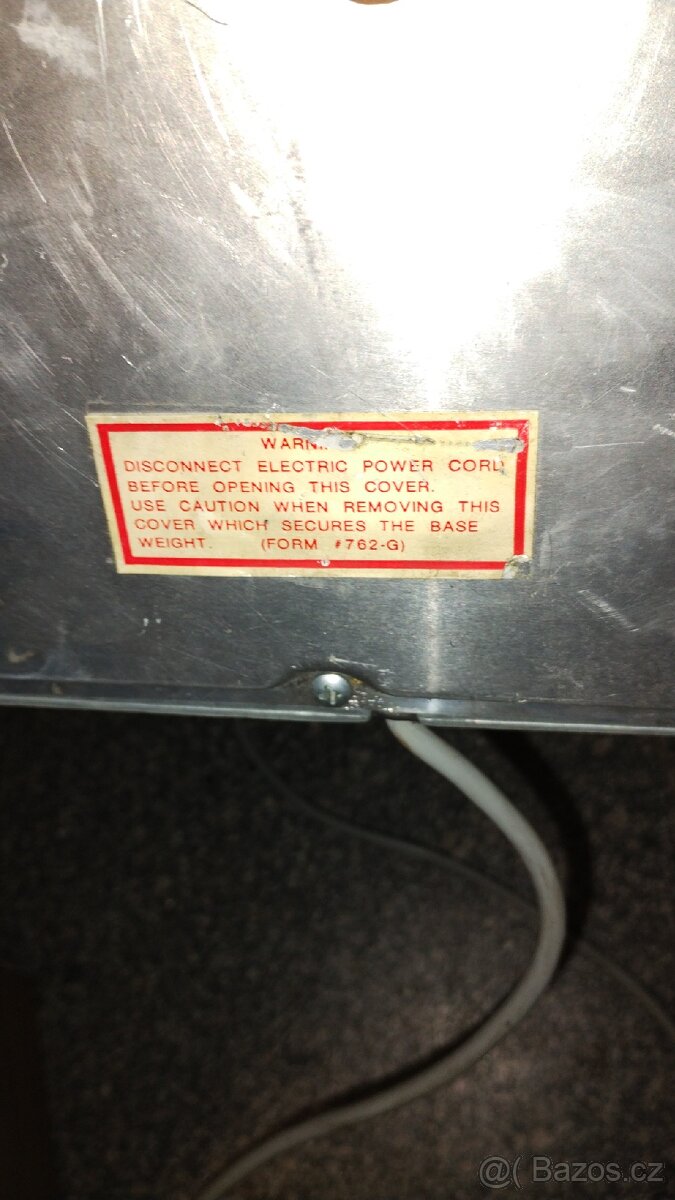 WARNI
DISCONNECT ELECTRIC POWER CORD
BEFORE OPENING THIS COVER.
USE CAUTION WHEN REMOVING THIS
COVER WHICH SECURES THE BASE
WEIGHT. (FORM #762-G)
@( Bazos.cz